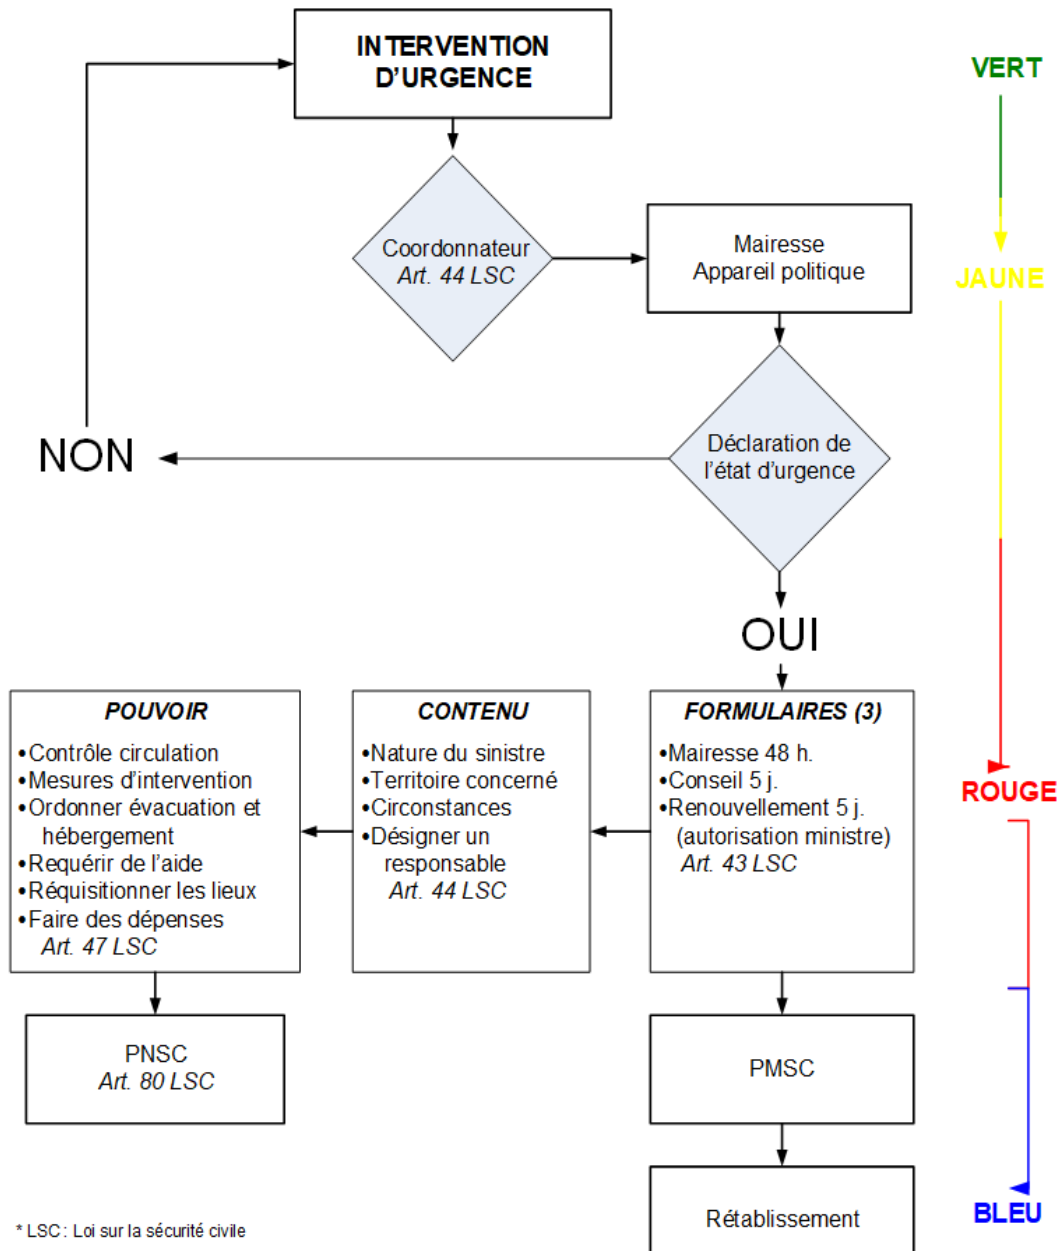 INTERVENTION
D'URGENCE
VERT
Coordonnateur
Art. 44 LSC
Mairesse
Appareil politique
JAUNE
NON
Déclaration de
l'état d'urgence
OUI
POUVOIR
•Contrôle circulation
•Mesures d'intervention
•Ordonner évacuation et
hébergement
•Requérir de l'aide
•Réquisitionner les lieux
•Faire des dépenses
Art. 47 LSC
CONTENU
•Nature du sinistre
•Territoire concerné
•Circonstances
•Désigner un
responsable
Art. 44 LSC
FORMULAIRES (3)
•Mairesse 48 h.
•Conseil 5 j.
•Renouvellement 5 j.
(autorisation ministre)
Art. 43 LSC
ROUGE
PNSC
Art. 80 LSC
PMSC
Rétablissement
BLEU
* LSC : Loi sur la sécurité civile